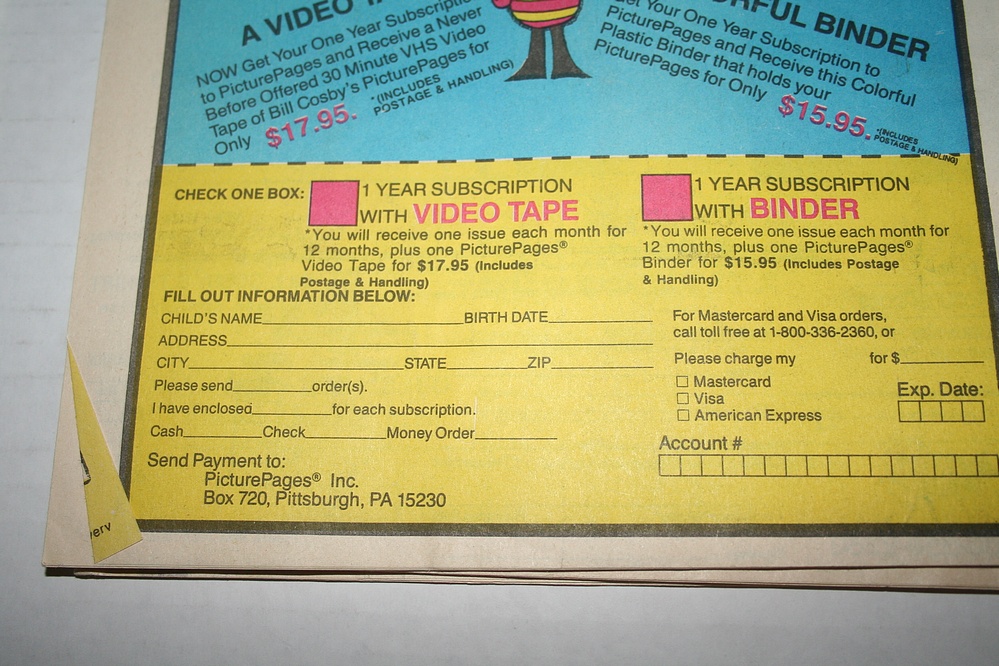 A VIDEO
NOW Get Your One Year Subscription
to PicturePages and Receive a Never
Before Offered 30 Minute VHS Video
Tape of Bill Cosby's PicturePages for
Only $17.95. *(INCLUDES
POSTAGE & HANDLING)
BINDER
Get Your One Year Subscription to
PicturePages and Receive this Colorful
Plastic Binder that holds your
PicturePages for Only $15.95. *(INCLUDES
POSTAGE & HANDLING)
CHECK ONE BOX:
1 YEAR SUBSCRIPTION
WITH VIDEO TAPE
*You will receive one issue each month for
12 months, plus one PicturePages®
Video Tape for $17.95 (Includes
Postage & Handling)
1 YEAR SUBSCRIPTION
WITH BINDER
*You will receive one issue each month for
12 months, plus one PicturePages®
Binder for $15.95 (Includes Postage
& Handling)
FILL OUT INFORMATION BELOW:
CHILD'S NAME BIRTH DATE
ADDRESS
CITY STATE ZIP
Please send order(s).
I have enclosed for each subscription.
Cash Check Money Order
Send Payment to:
PicturePages® Inc.
Box 720, Pittsburgh, PA 15230
For Mastercard and Visa orders,
call toll free at 1-800-336-2360, or
Please charge my for $
Mastercard
Visa
American Express
Exp. Date:
Account #